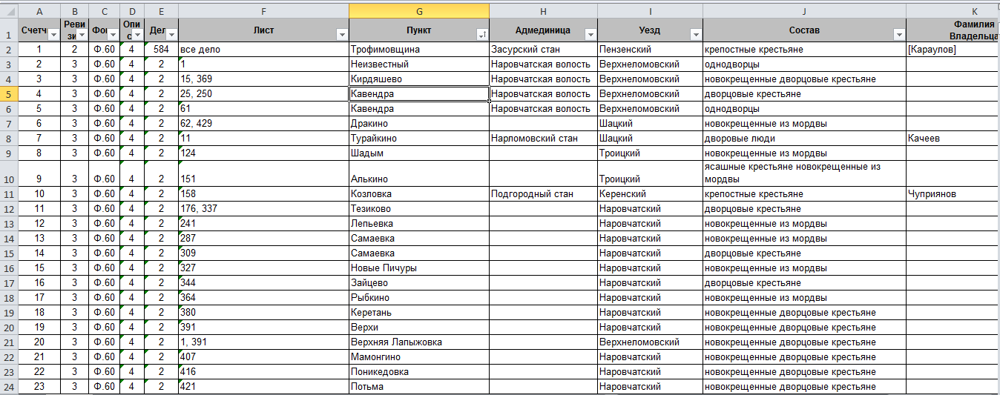 A B C D E F G H I J K
1 Счетч Реви зи Фон Опи с Дел Лист Пункт Адмединица Уезд Состав Фамилия Владельца
2 1 2 Ф.60 4 584 все дело Трофимовщина Засурский стан Пензенский крепостные крестьяне [Караулов]
3 2 3 Ф.60 4 2 1 Неизвестный Наровчатская волость Верхнеломовский однодворцы
4 3 3 Ф.60 4 2 15, 369 Кирдяшево Наровчатская волость Верхнеломовский новокрещенные дворцовые крестьяне
5 4 3 Ф.60 4 2 25, 250 Кавендра Наровчатская волость Верхнеломовский дворцовые крестьяне
6 5 3 Ф.60 4 2 61 Кавендра Наровчатская волость Верхнеломовский однодворцы
7 6 3 Ф.60 4 2 62, 429 Дракино Шацкий новокрещенные из мордвы
8 7 3 Ф.60 4 2 11 Турайкино Нарломовский стан Шацкий дворовые люди Качеев
9 8 3 Ф.60 4 2 124 Шадым Троицкий новокрещенные из мордвы
10 9 3 Ф.60 4 2 151 Алькино Троицкий ясашные крестьяне новокрещенные из мордвы
11 10 3 Ф.60 4 2 158 Козловка Подгородный стан Керенский крепостные крестьяне Чуприянов
12 11 3 Ф.60 4 2 176, 337 Тезиково Наровчатский дворцовые крестьяне
13 12 3 Ф.60 4 2 241 Лепьевка Наровчатский новокрещенные из мордвы
14 13 3 Ф.60 4 2 287 Самаевка Наровчатский новокрещенные из мордвы
15 14 3 Ф.60 4 2 309 Самаевка Наровчатский дворцовые крестьяне
16 15 3 Ф.60 4 2 327 Новые Пичуры Наровчатский новокрещенные из мордвы
17 16 3 Ф.60 4 2 344 Зайцево Наровчатский дворцовые крестьяне
18 17 3 Ф.60 4 2 364 Рыбкино Наровчатский новокрещенные из мордвы
19 18 3 Ф.60 4 2 380 Керетань Наровчатский новокрещенные дворцовые крестьяне
20 19 3 Ф.60 4 2 391 Верхи Наровчатский новокрещенные дворцовые крестьяне
21 20 3 Ф.60 4 2 1, 391 Верхняя Лапыжовка Верхнеломовский новокрещенные дворцовые крестьяне
22 21 3 Ф.60 4 2 407 Мамонгино Наровчатский новокрещенные дворцовые крестьяне
23 22 3 Ф.60 4 2 416 Поникедовка Наровчатский новокрещенные дворцовые крестьяне
24 23 3 Ф.60 4 2 421 Потьма Наровчатский новокрещенные дворцовые крестьяне